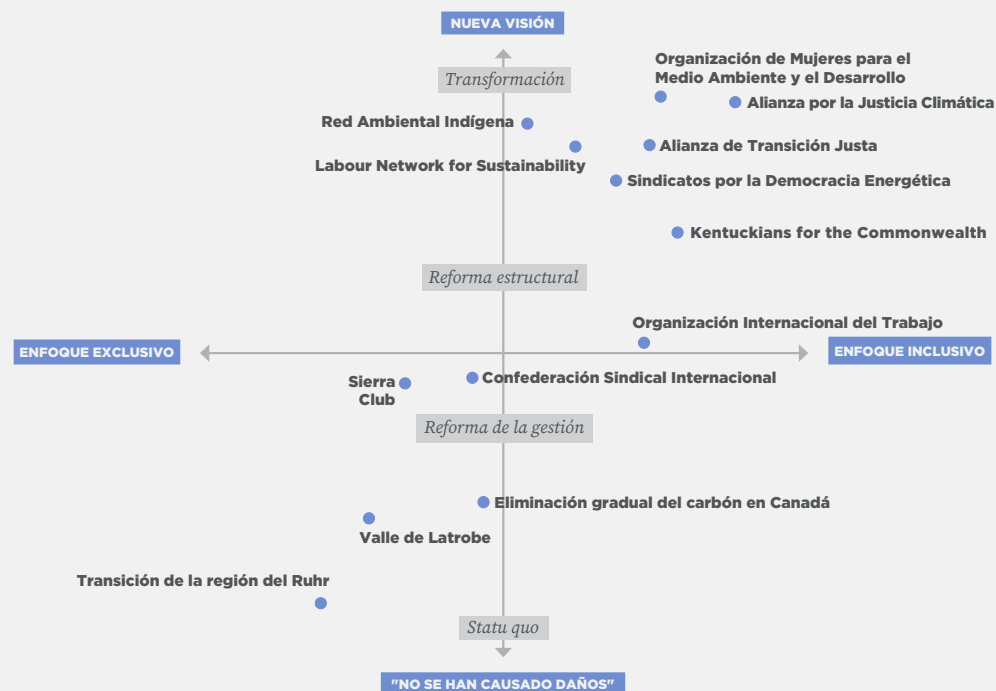 NUEVA VISIÓN
Transformación
Organización de Mujeres para el
Medio Ambiente y el Desarrollo
Alianza por la Justicia Climática
Red Ambiental Indígena
Alianza de Transición Justa
Labour Network for Sustainability
Sindicatos por la Democracia Energética
Kentuckians for the Commonwealth
Reforma estructural
Organización Internacional del Trabajo
ENFOQUE EXCLUSIVO
ENFOQUE INCLUSIVO
Sierra
Club
Confederación Sindical Internacional
Reforma de la gestión
Eliminación gradual del carbón en Canadá
Valle de Latrobe
Transición de la región del Ruhr
Statu quo
"NO SE HAN CAUSADO DAÑOS"